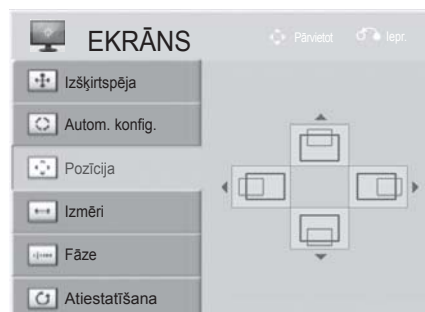 EKRĀNS
Pārvietot Iepr.
Izšķirtspēja
Autom. konfig.
Pozīcija
Izmēri
Fāze
Atiestatīšana